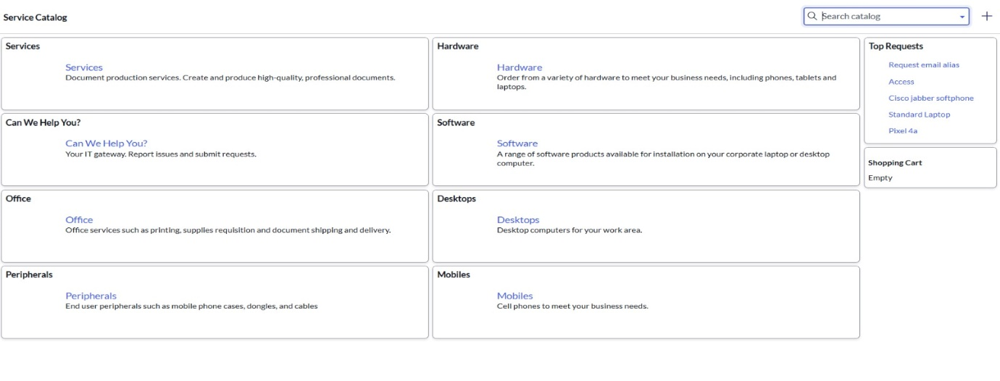 Service Catalog
Search catalog
Services
Services
Document production services. Create and produce high-quality, professional documents.
Hardware
Hardware
Order from a variety of hardware to meet your business needs, including phones, tablets and
laptops.
Top Requests
Request email alias
Access
Cisco jabber softphone
Standard Laptop
Pixel 4a
Can We Help You?
Can We Help You?
Your IT gateway. Report issues and submit requests.
Software
Software
A range of software products available for installation on your corporate laptop or desktop
computer.
Shopping Cart
Empty
Office
Office
Office services such as printing, supplies requisition and document shipping and delivery.
Desktops
Desktops
Desktop computers for your work area.
Peripherals
Peripherals
End user peripherals such as mobile phone cases, dongles, and cables
Mobiles
Mobiles
Cell phones to meet your business needs.